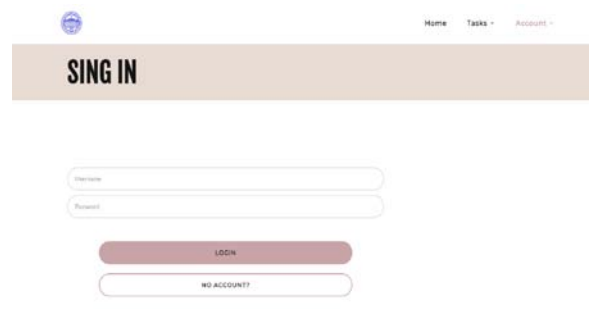 Home Tasks Account
SING IN
Username
Password
LOGIN
NO ACCOUNT?